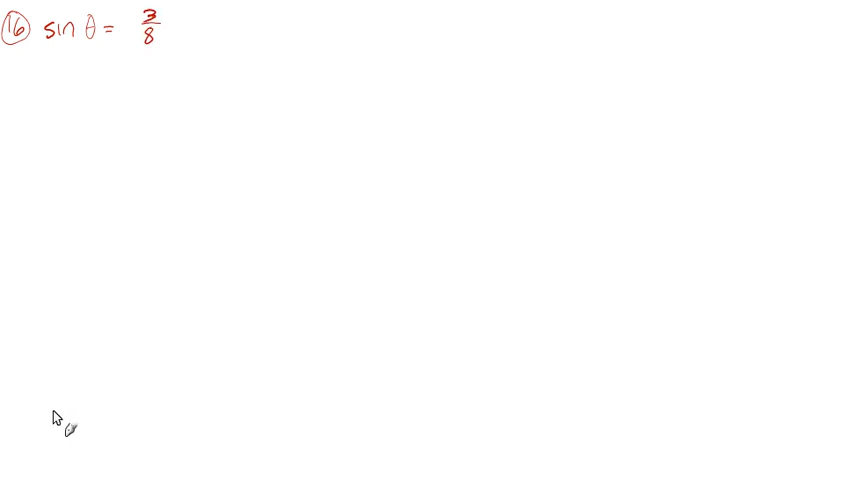 16 sin θ = 3/8